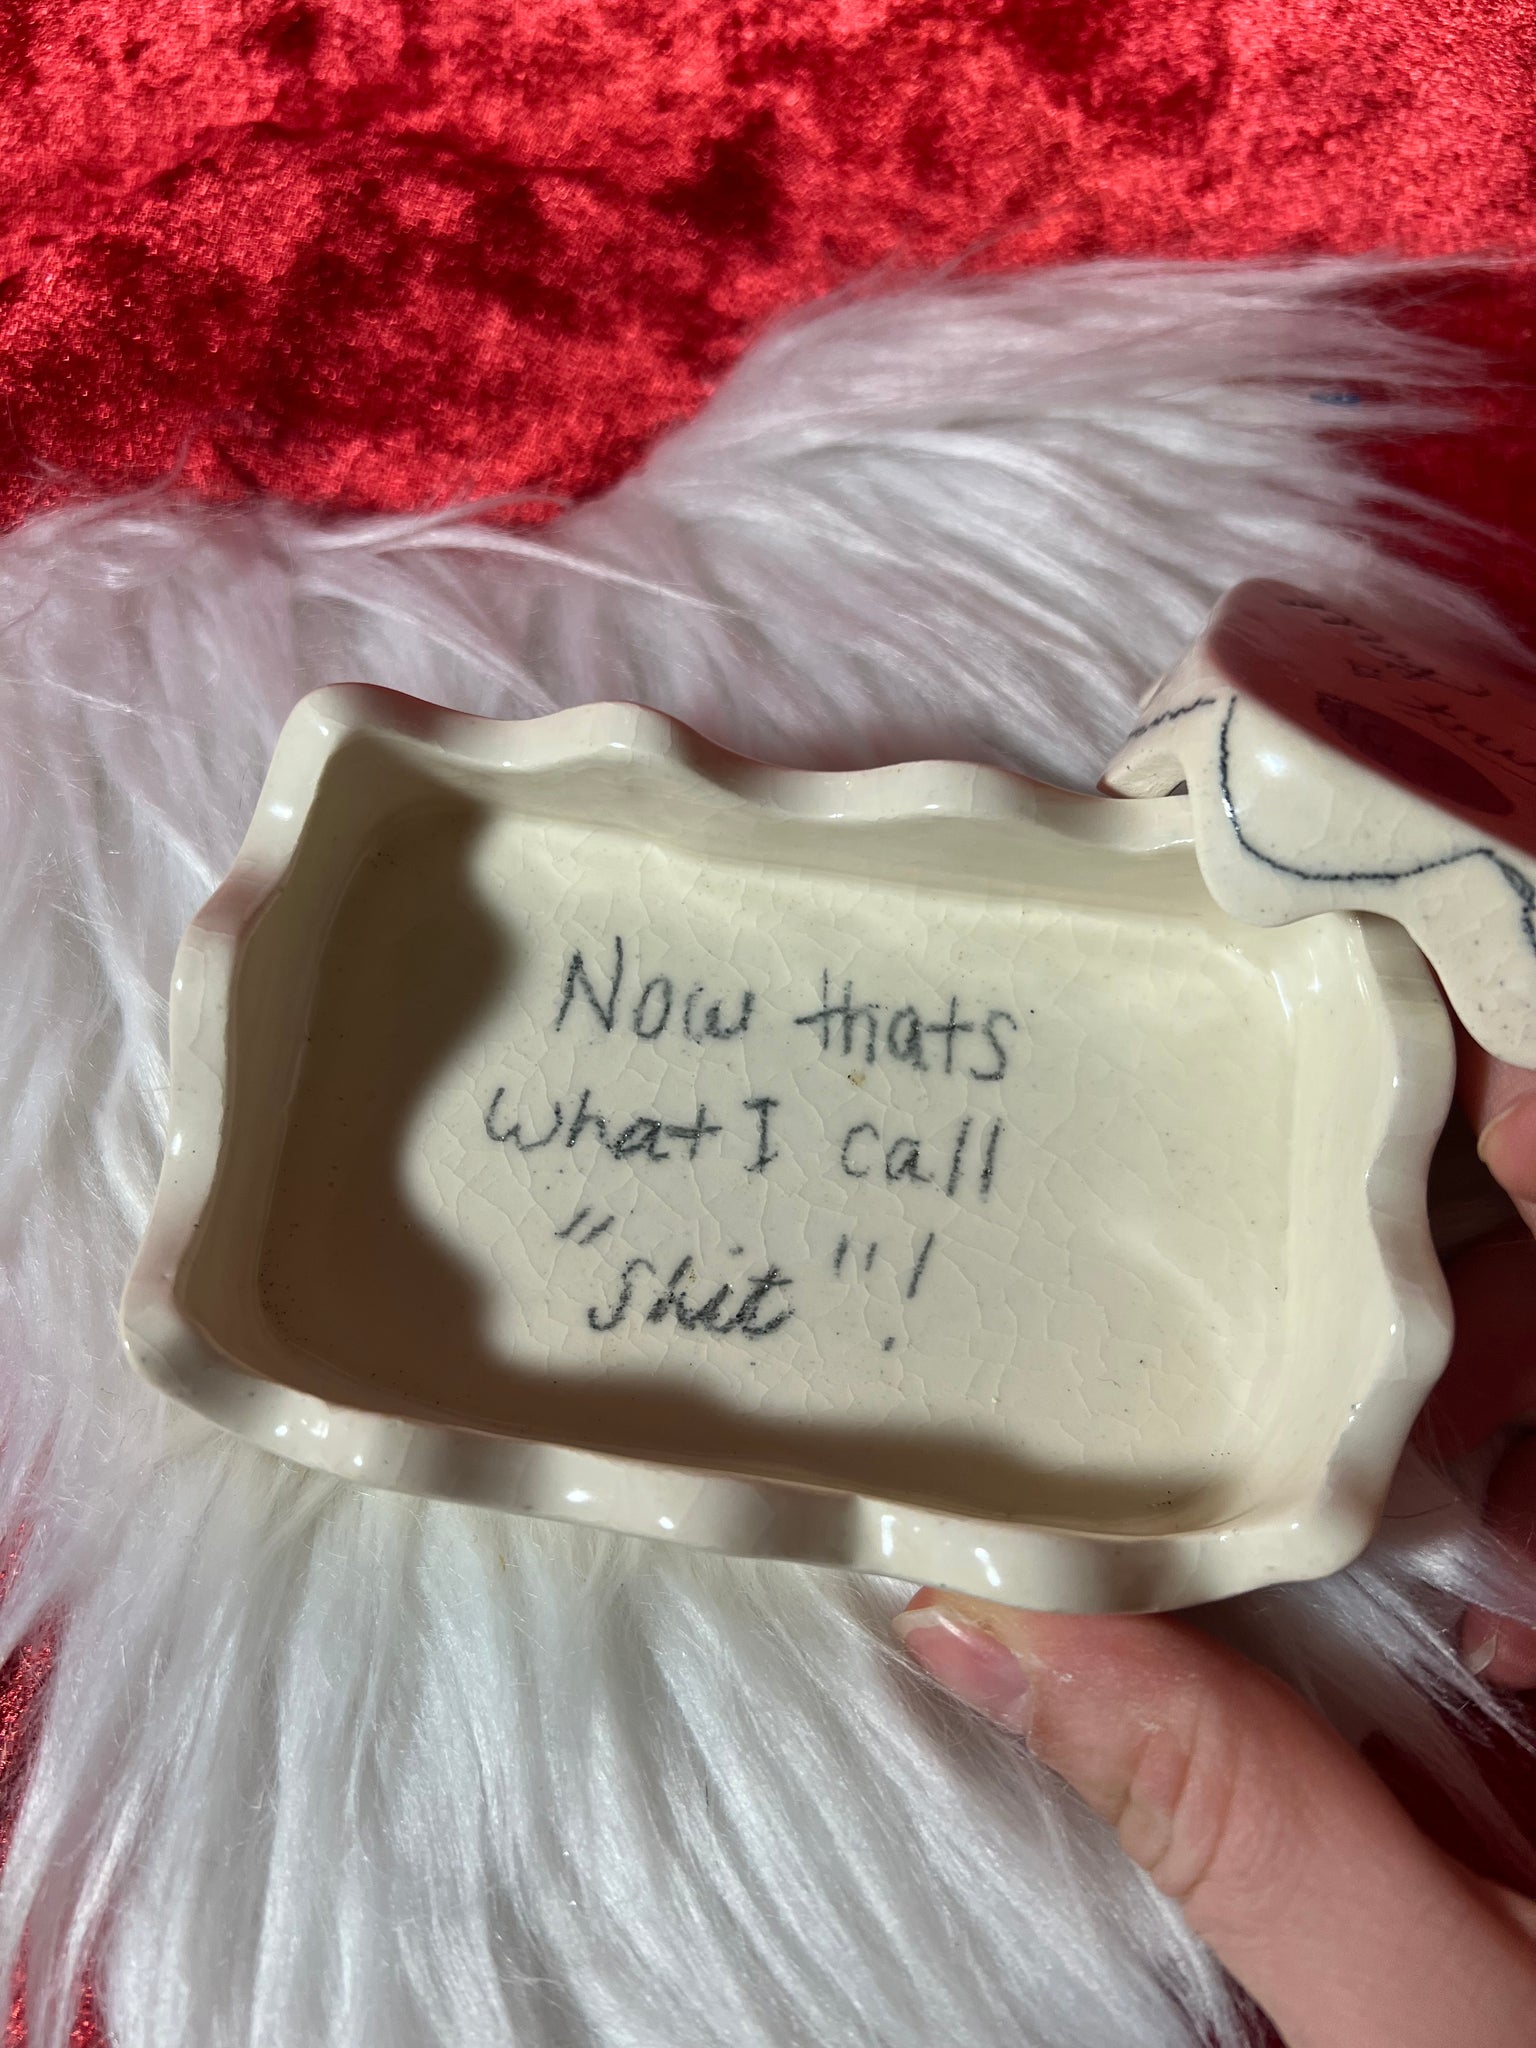 Now thats
what I call
"shit"!